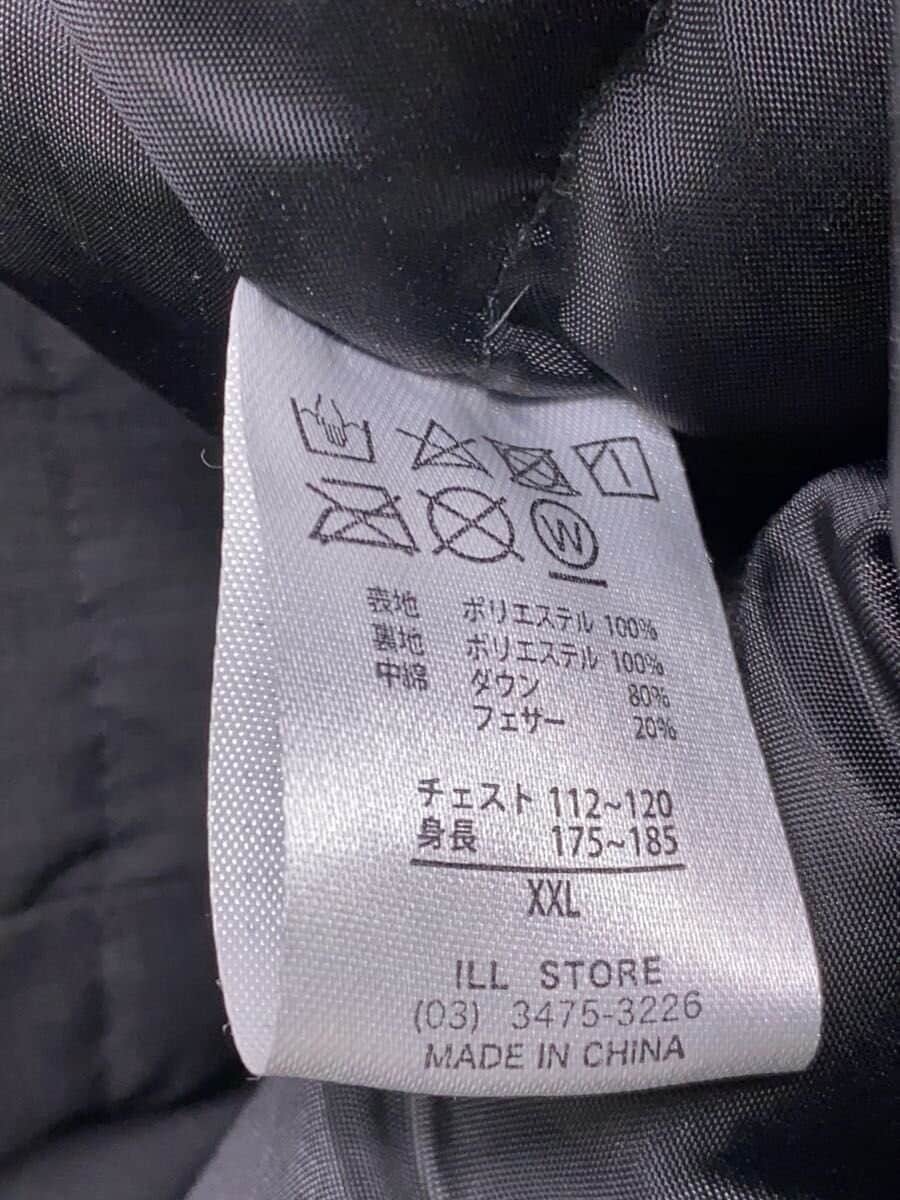 表地 ポリエステル 100%
裏地 ポリエステル 100%
中綿 ダウン 80%
フェザー 20%
チェスト 112~120
身長 175~185
XXL
ILL STORE
(03) 3475-3226
MADE IN CHINA